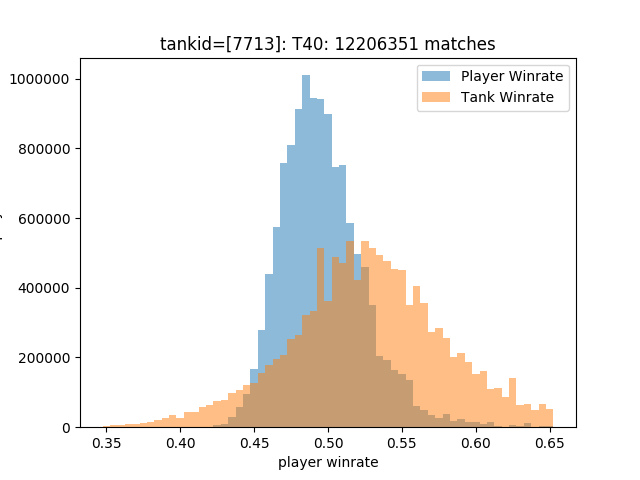 tankid=[7713]: T40: 12206351 matches
Player Winrate
Tank Winrate
1000000
800000
600000
400000
200000
0
0.35 0.40 0.45 0.50 0.55 0.60 0.65
player winrate